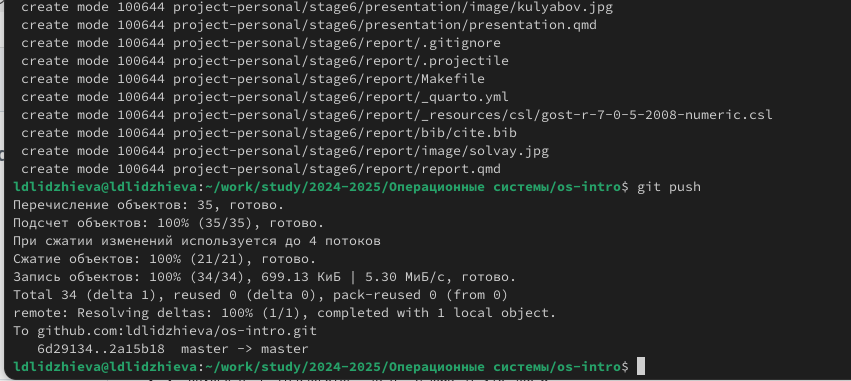 create mode 100644 project-personal/stage6/presentation/image/kulyabov.jpg
create mode 100644 project-personal/stage6/presentation/presentation.qmd
create mode 100644 project-personal/stage6/report/.gitignore
create mode 100644 project-personal/stage6/report/.projectile
create mode 100644 project-personal/stage6/report/Makefile
create mode 100644 project-personal/stage6/report/_quarto.yml
create mode 100644 project-personal/stage6/report/_resources/csl/gost-r-7-0-5-2008-numeric.csl
create mode 100644 project-personal/stage6/report/bib/cite.bib
create mode 100644 project-personal/stage6/report/image/solvay.jpg
create mode 100644 project-personal/stage6/report/report.qmd
ldlidzhieva@ldlidzhieva:~/work/study/2024-2025/Операционные системы/os-intro$ git push
Перечисление объектов: 35, готово.
Подсчет объектов: 100% (35/35), готово.
При сжатии изменений используется до 4 потоков
Сжатие объектов: 100% (21/21), готово.
Запись объектов: 100% (34/34), 699.13 КиБ | 5.30 МиБ/с, готово.
Total 34 (delta 1), reused 0 (delta 0), pack-reused 0 (from 0)
remote: Resolving deltas: 100% (1/1), completed with 1 local object.
To github.com:ldlidzhieva/os-intro.git
6d29134..2a15b18  master -> master
ldlidzhieva@ldlidzhieva:~/work/study/2024-2025/Операционные системы/os-intro$